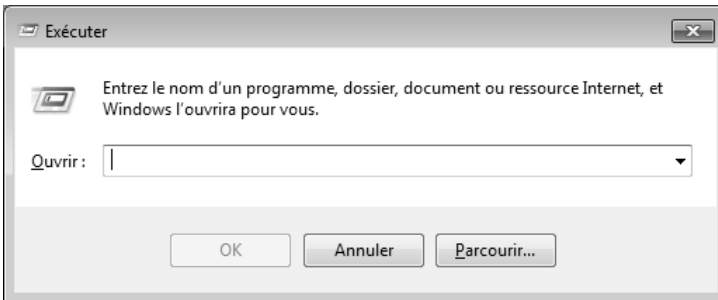 Exécuter
Entrez le nom d'un programme, dossier, document ou ressource Internet, et
Windows l'ouvrira pour vous.
Ouvrir :
OK
Annuler
Parcourir...